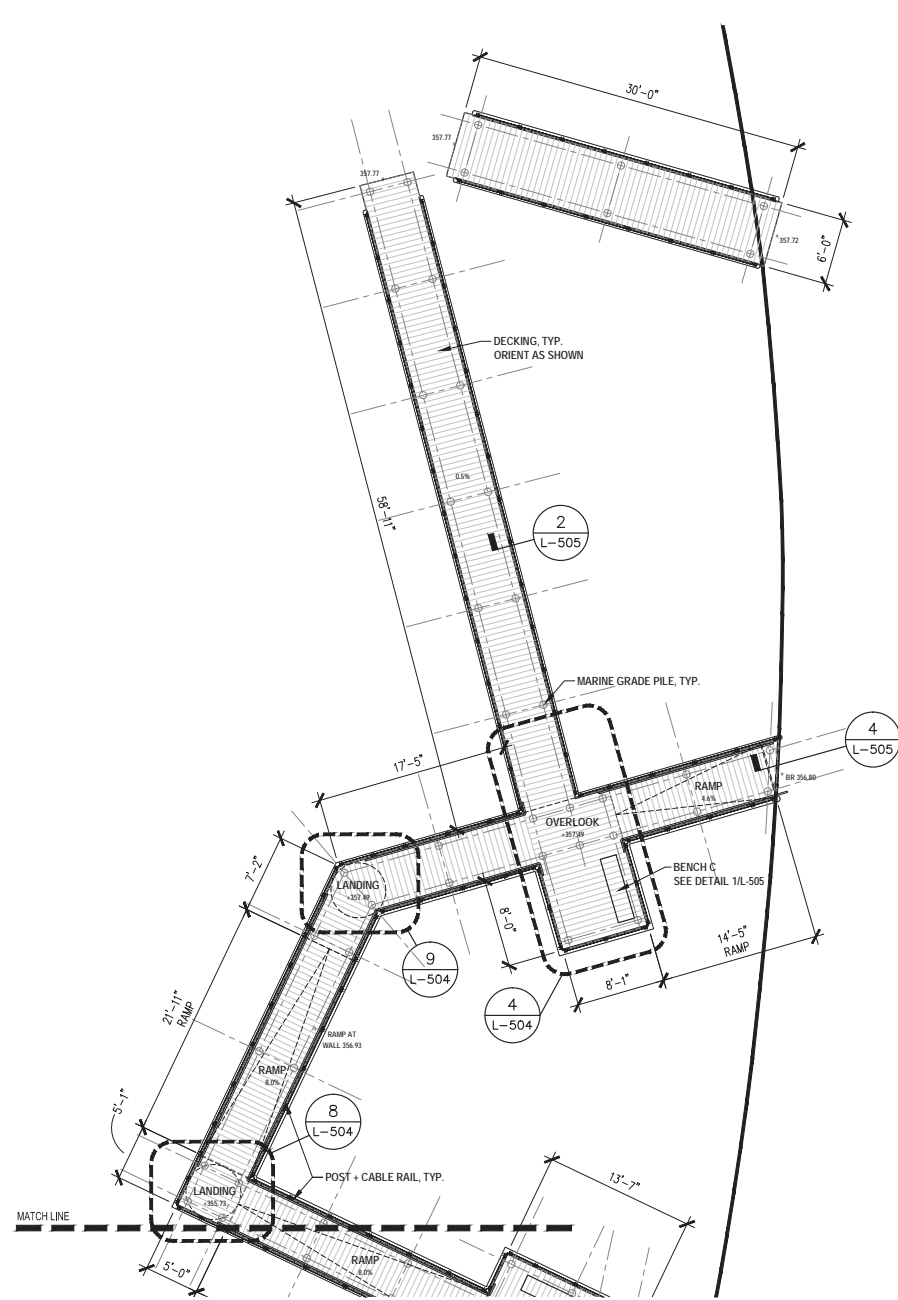 30'-0"
357.77
357.77
357.72
6'-0"
DECKING, TYP.
ORIENT AS SHOWN
0.5%
58'-11"
2
L-505
MARINE GRADE PILE, TYP.
4
L-505
17'-5"
BR 356.80
RAMP
4.6%
OVERLOOK
+357.49
BENCH C
SEE DETAIL 1/L-505
7'-2"
LANDING
+357.49
8'-0"
14'-5"
RAMP
9
L-504
8'-1"
4
L-504
21'-11"
RAMP
RAMP AT
WALL 356.93
RAMP
8.0%
5'-1"
8
L-504
13'-7"
POST + CABLE RAIL, TYP.
LANDING
+355.73
MATCH LINE
RAMP
8.0%
5'-0"